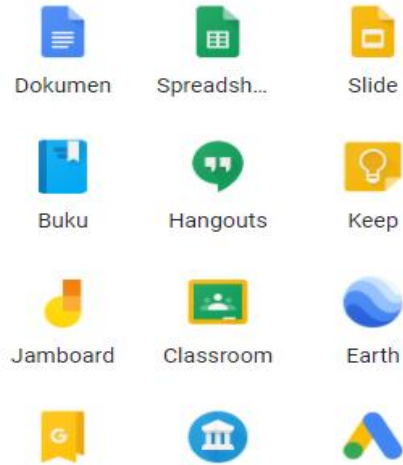 Dokumen
Spreadsh...
Slide
Buku
Hangouts
Keep
Jamboard
Classroom
Earth
G